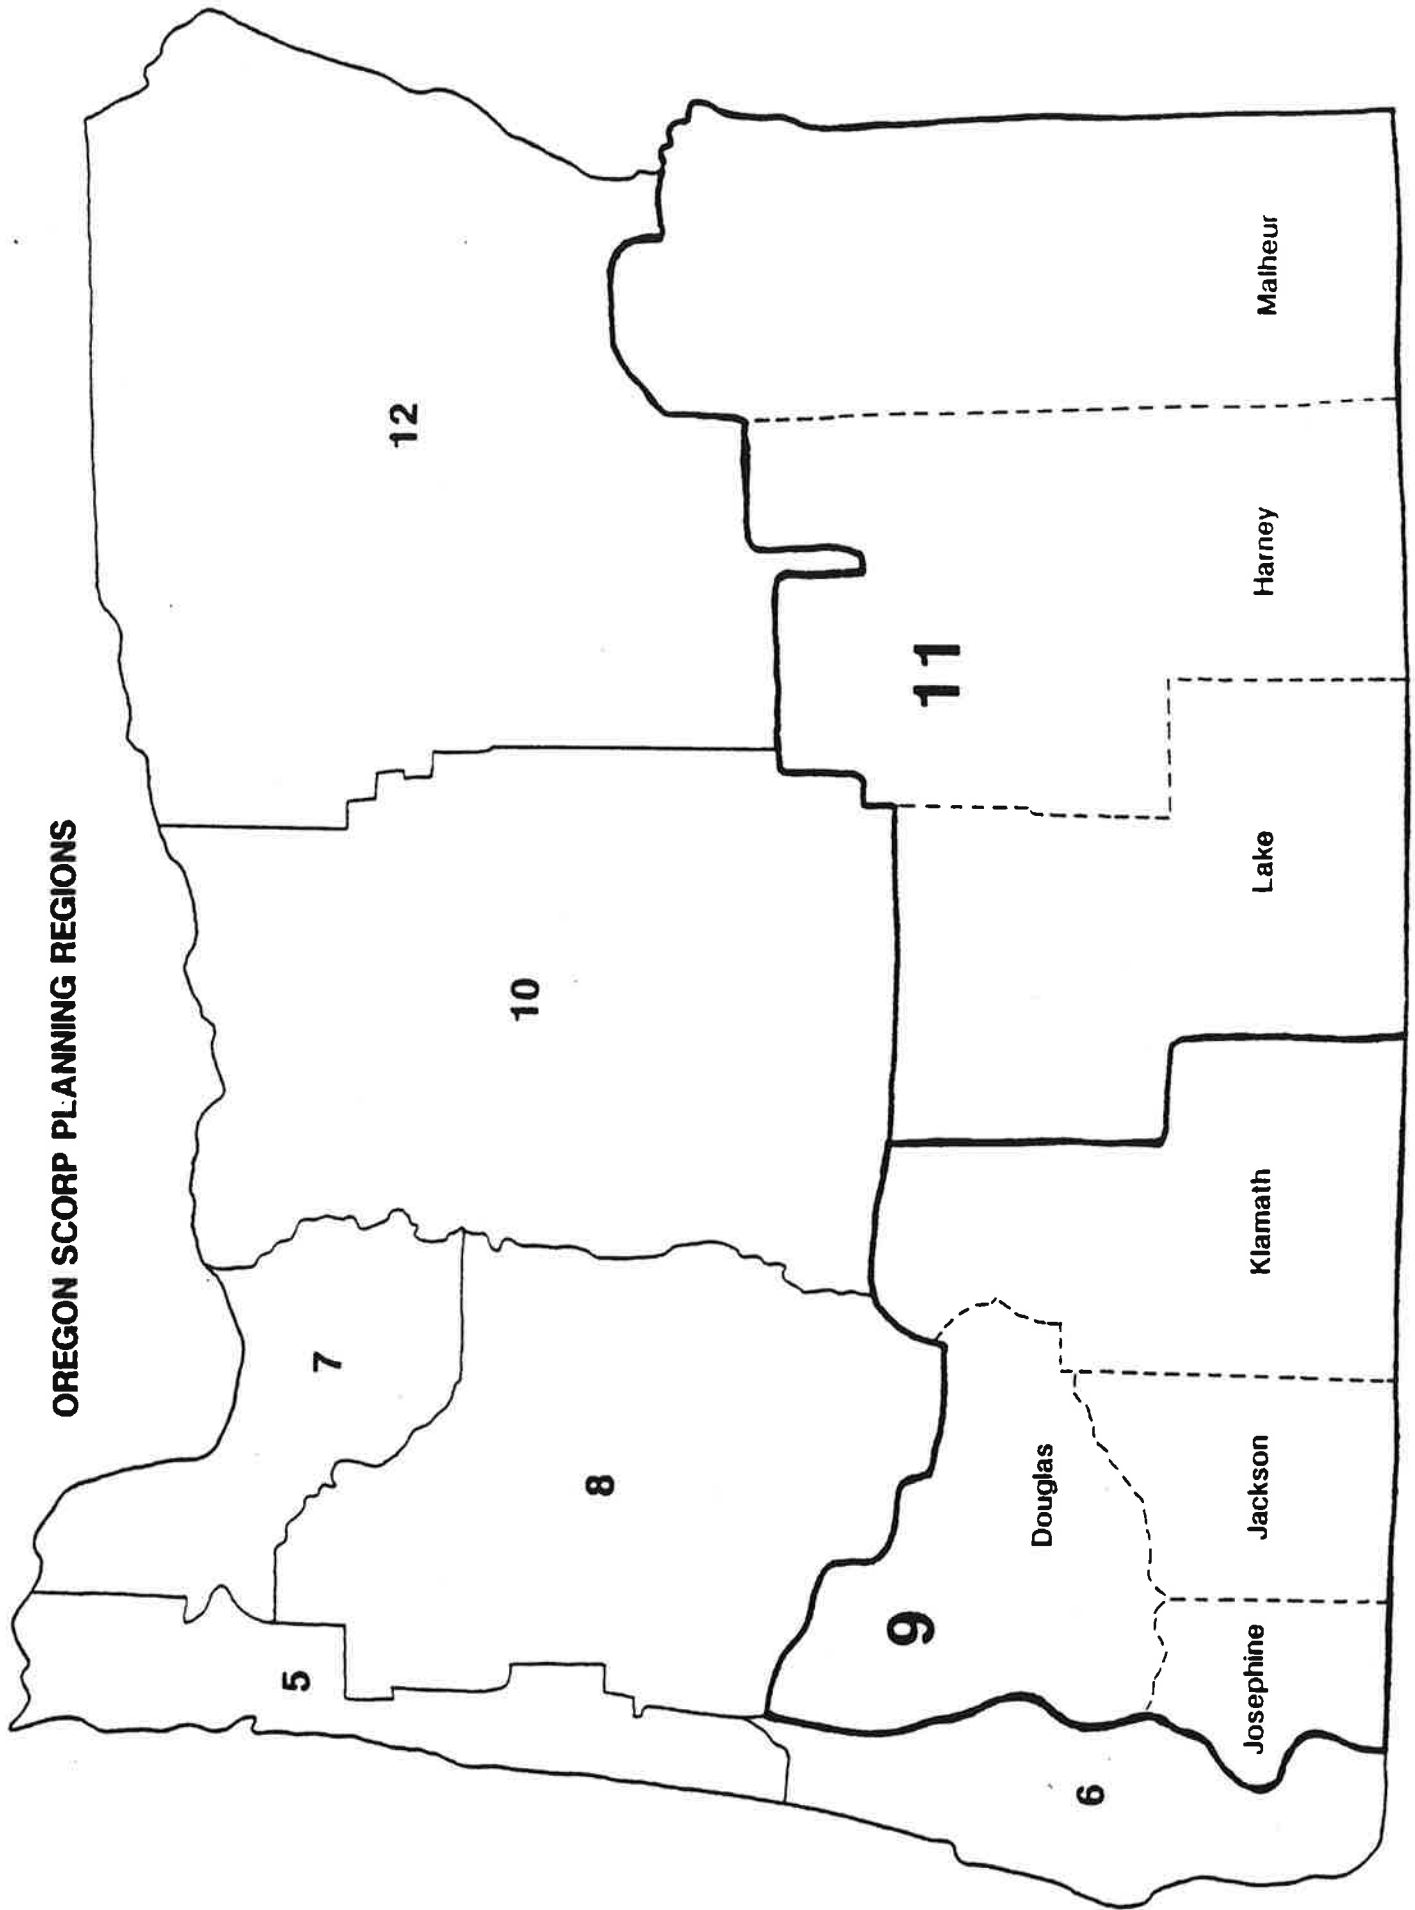 OREGON SCORP PLANNING REGIONS
5
7
12
10
8
6
9
11
Douglas
Josephine
Jackson
Klamath
Lake
Harney
Malheur